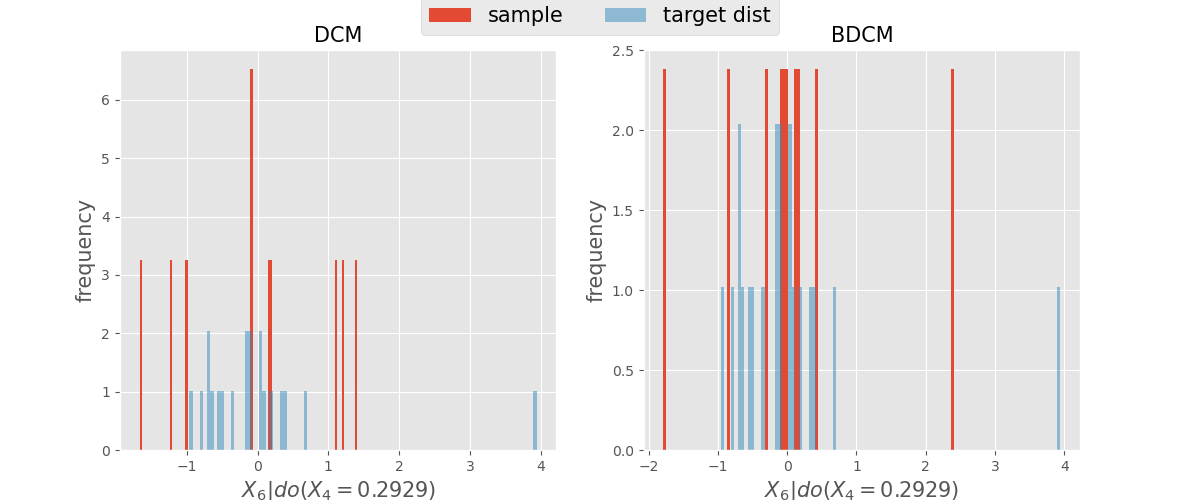 sample target dist
DCM
BDCM
frequency
0
1
2
3
4
5
6
−1 0 1 2 3 4
X₆|do(X₄ = 0.2929)
frequency
0.0
0.5
1.0
1.5
2.0
2.5
−2 −1 0 1 2 3 4
X₆|do(X₄ = 0.2929)